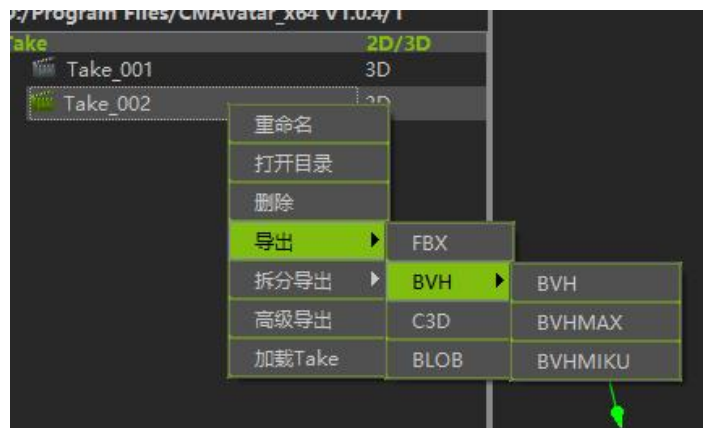 D:/Program Files/CMAvatar_x64 V1.0.4/1
Take 2D/3D
Take_001 3D
Take_002 3D
重命名
打开目录
删除
导出 FBX
拆分导出 BVH BVH
高级导出 C3D BVHMAX
加载Take BLOB BVHMIKU